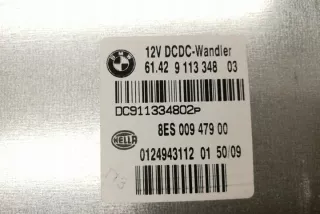 BMW
12V DCDC-Wandler
61.42 9 113 348 03
DC911334802P
8ES 009 479 00
HELLA
0124943112 01 50/09